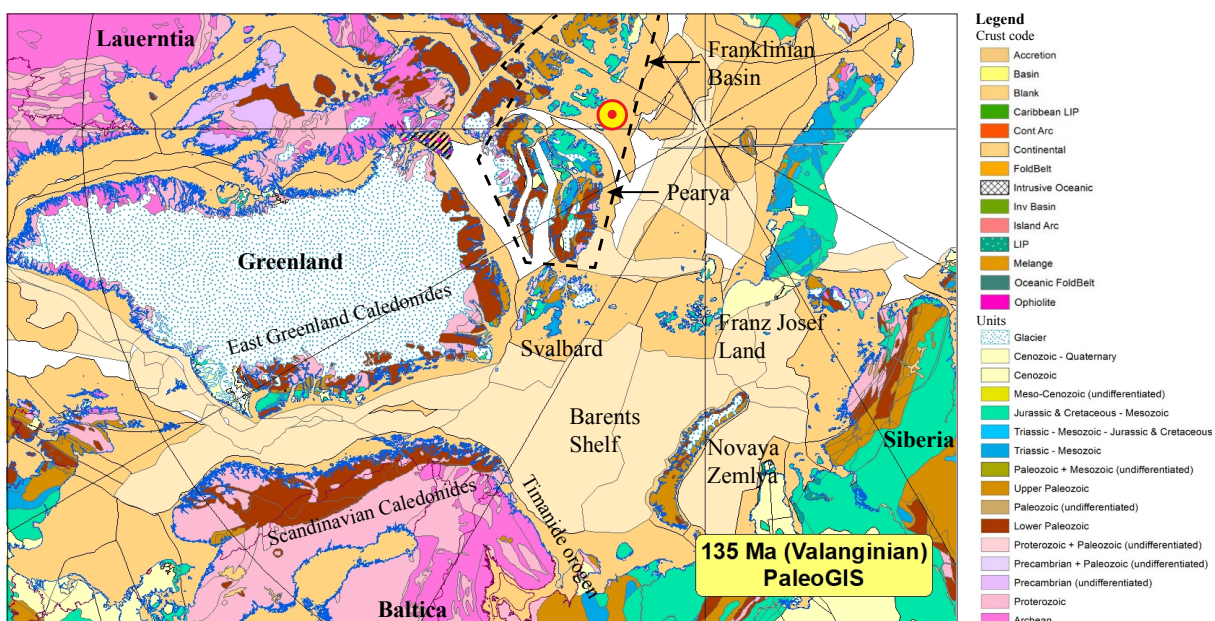 Lauerntia
Franklinian
Basin
Pearya
Greenland
East Greenland Caledonides
Svalbard
Franz Josef
Land
Barents
Shelf
Novaya
Zemlya
Siberia
Scandinavian Caledonides
Timanide orogen
Baltica
135 Ma (Valanginian)
PaleoGIS
Legend
Crust code
Accretion
Basin
Blank
Caribbean LIP
Cont Arc
Continental
FoldBelt
Intrusive Oceanic
Inv Basin
Island Arc
LIP
Melange
Oceanic FoldBelt
Ophiolite
Units
Glacier
Cenozoic - Quaternary
Cenozoic
Meso-Cenozoic (undifferentiated)
Jurassic & Cretaceous - Mesozoic
Triassic - Mesozoic - Jurassic & Cretaceous
Triassic - Mesozoic
Paleozoic + Mesozoic (undifferentiated)
Upper Paleozoic
Paleozoic (undifferentiated)
Lower Paleozoic
Proterozoic + Paleozoic (undifferentiated)
Precambrian + Paleozoic (undifferentiated)
Precambrian (undifferentiated)
Proterozoic
Archean